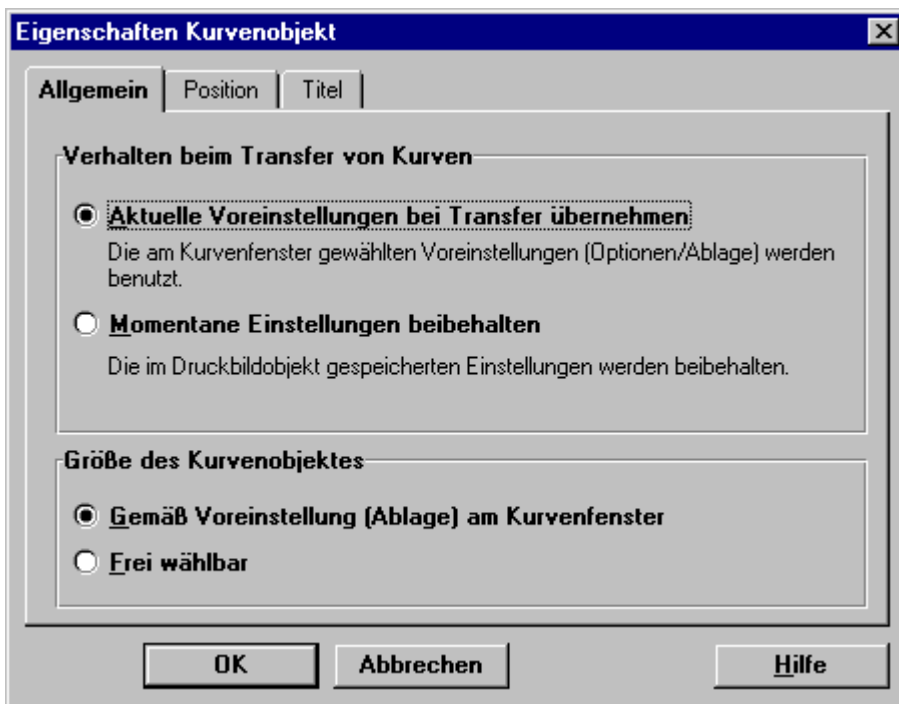 Eigenschaften Kurvenobjekt
Allgemein Position Titel
Verhalten beim Transfer von Kurven
Aktuelle Voreinstellungen bei Transfer übernehmen
Die am Kurvenfenster gewählten Voreinstellungen (Optionen/Ablage) werden
benutzt.
Momentane Einstellungen beibehalten
Die im Druckbildobjekt gespeicherten Einstellungen werden beibehalten.
Größe des Kurvenobjektes
Gemäß Voreinstellung (Ablage) am Kurvenfenster
Frei wählbar
OK Abbrechen Hilfe